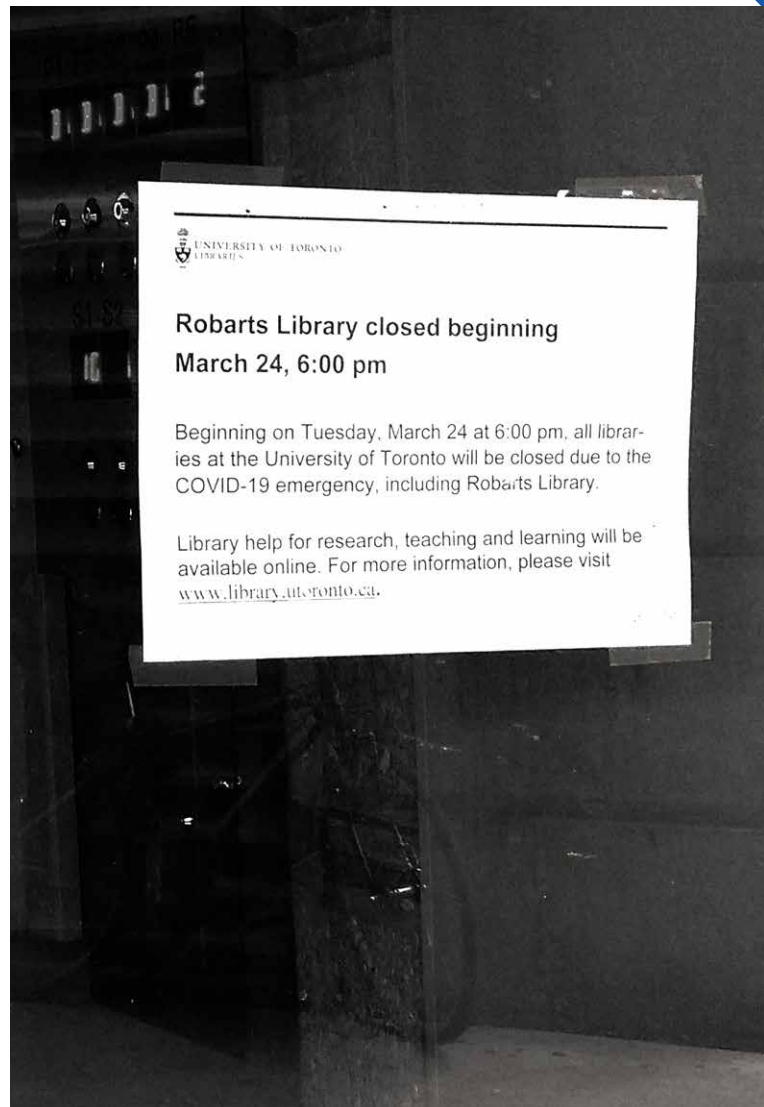 UNIVERSITY OF TORONTO
LIBRARIES
Robarts Library closed beginning
March 24, 6:00 pm
Beginning on Tuesday, March 24 at 6:00 pm, all librar-
ies at the University of Toronto will be closed due to the
COVID-19 emergency, including Robarts Library.
Library help for research, teaching and learning will be
available online. For more information, please visit
www.library.utoronto.ca.
S1 S2